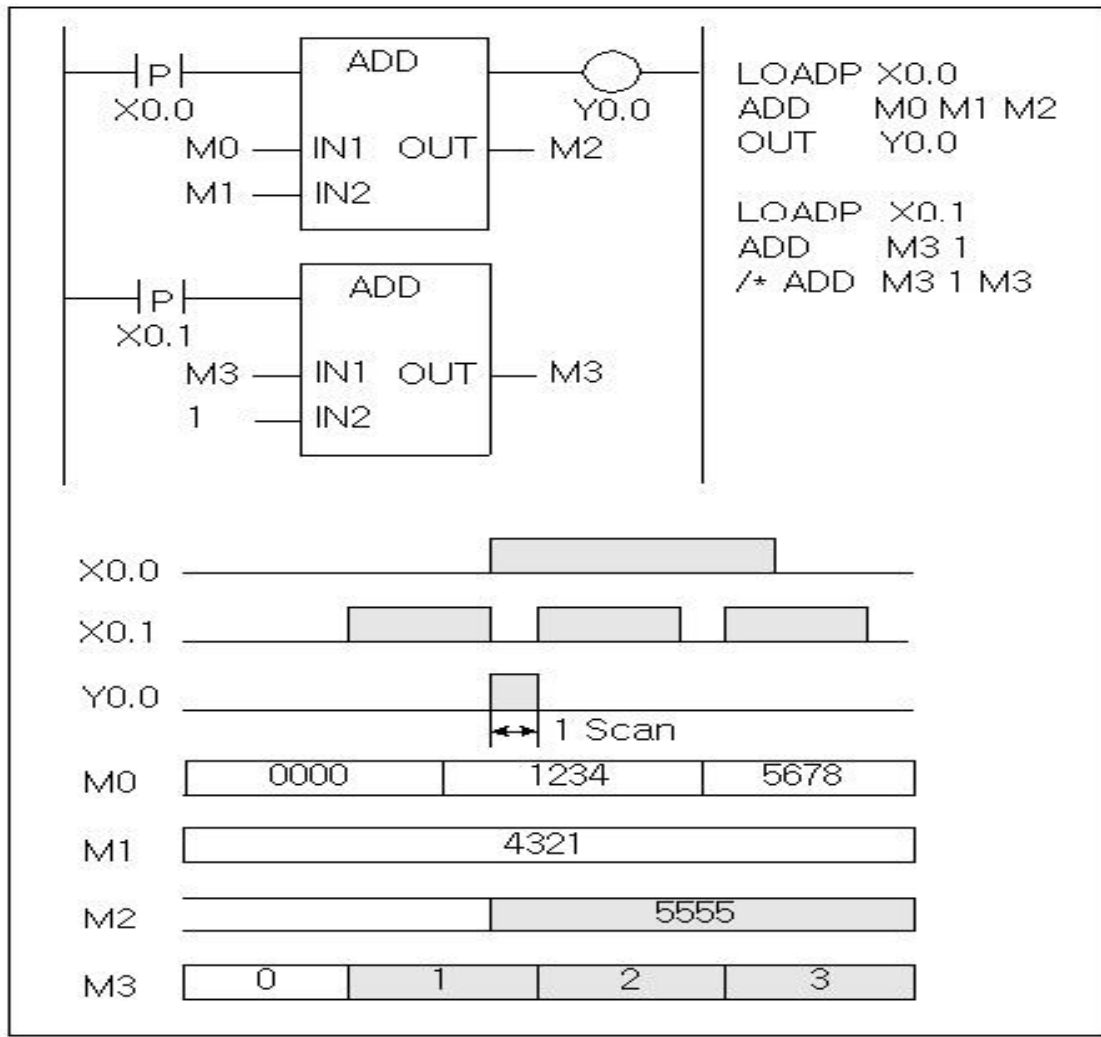 P
X0.0
ADD
Y0.0
M0 IN1 OUT M2
M1 IN2
P
X0.1
ADD
M3 IN1 OUT M3
1 IN2
LOADP X0.0
ADD M0 M1 M2
OUT Y0.0
LOADP X0.1
ADD M3 1
/* ADD M3 1 M3
X0.0
X0.1
Y0.0
1 Scan
M0 0000 1234 5678
M1 4321
M2 5555
M3 0 1 2 3